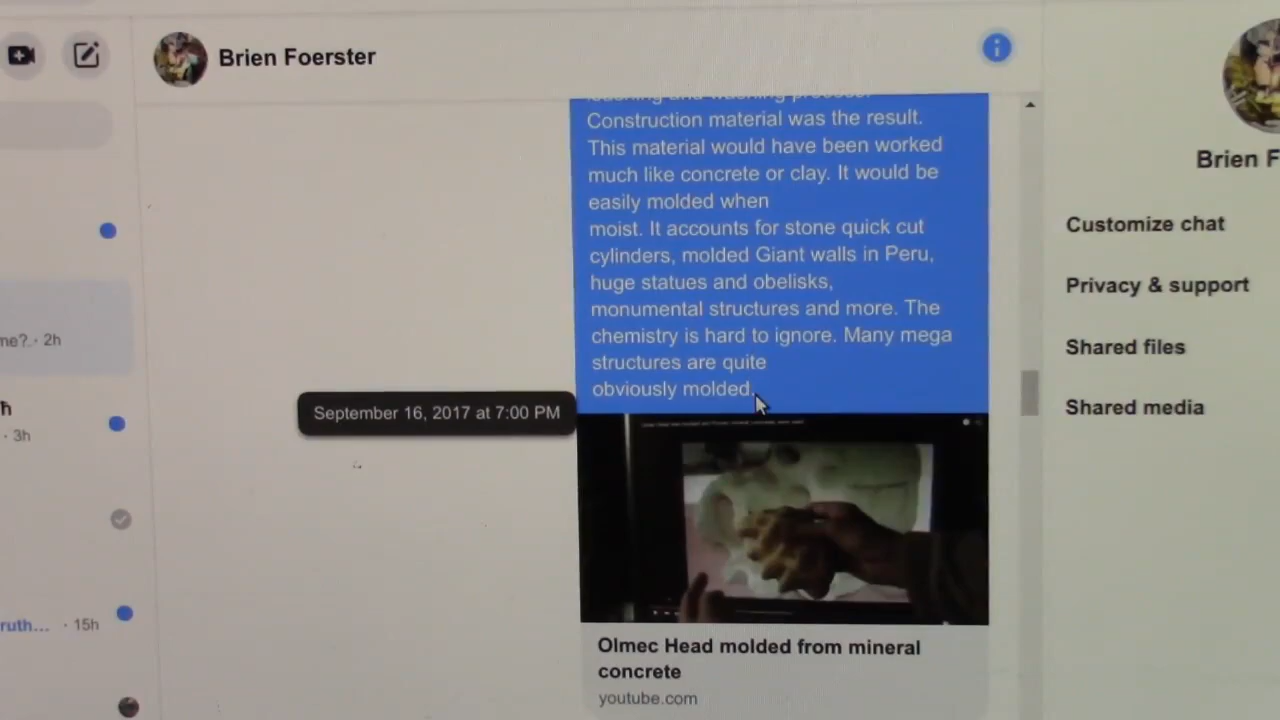 Brien Foerster
Construction material was the result.
This material would have been worked
much like concrete or clay. It would be
easily molded when
moist. It accounts for stone quick cut
cylinders, molded Giant walls in Peru,
huge statues and obelisks,
monumental structures and more. The
chemistry is hard to ignore. Many mega
structures are quite
obviously molded.
September 16, 2017 at 7:00 PM
Olmec Head molded from mineral
concrete
youtube.com
me?. · 2h
· 3h
ruth... · 15h
Brien F
Customize chat
Privacy & support
Shared files
Shared media